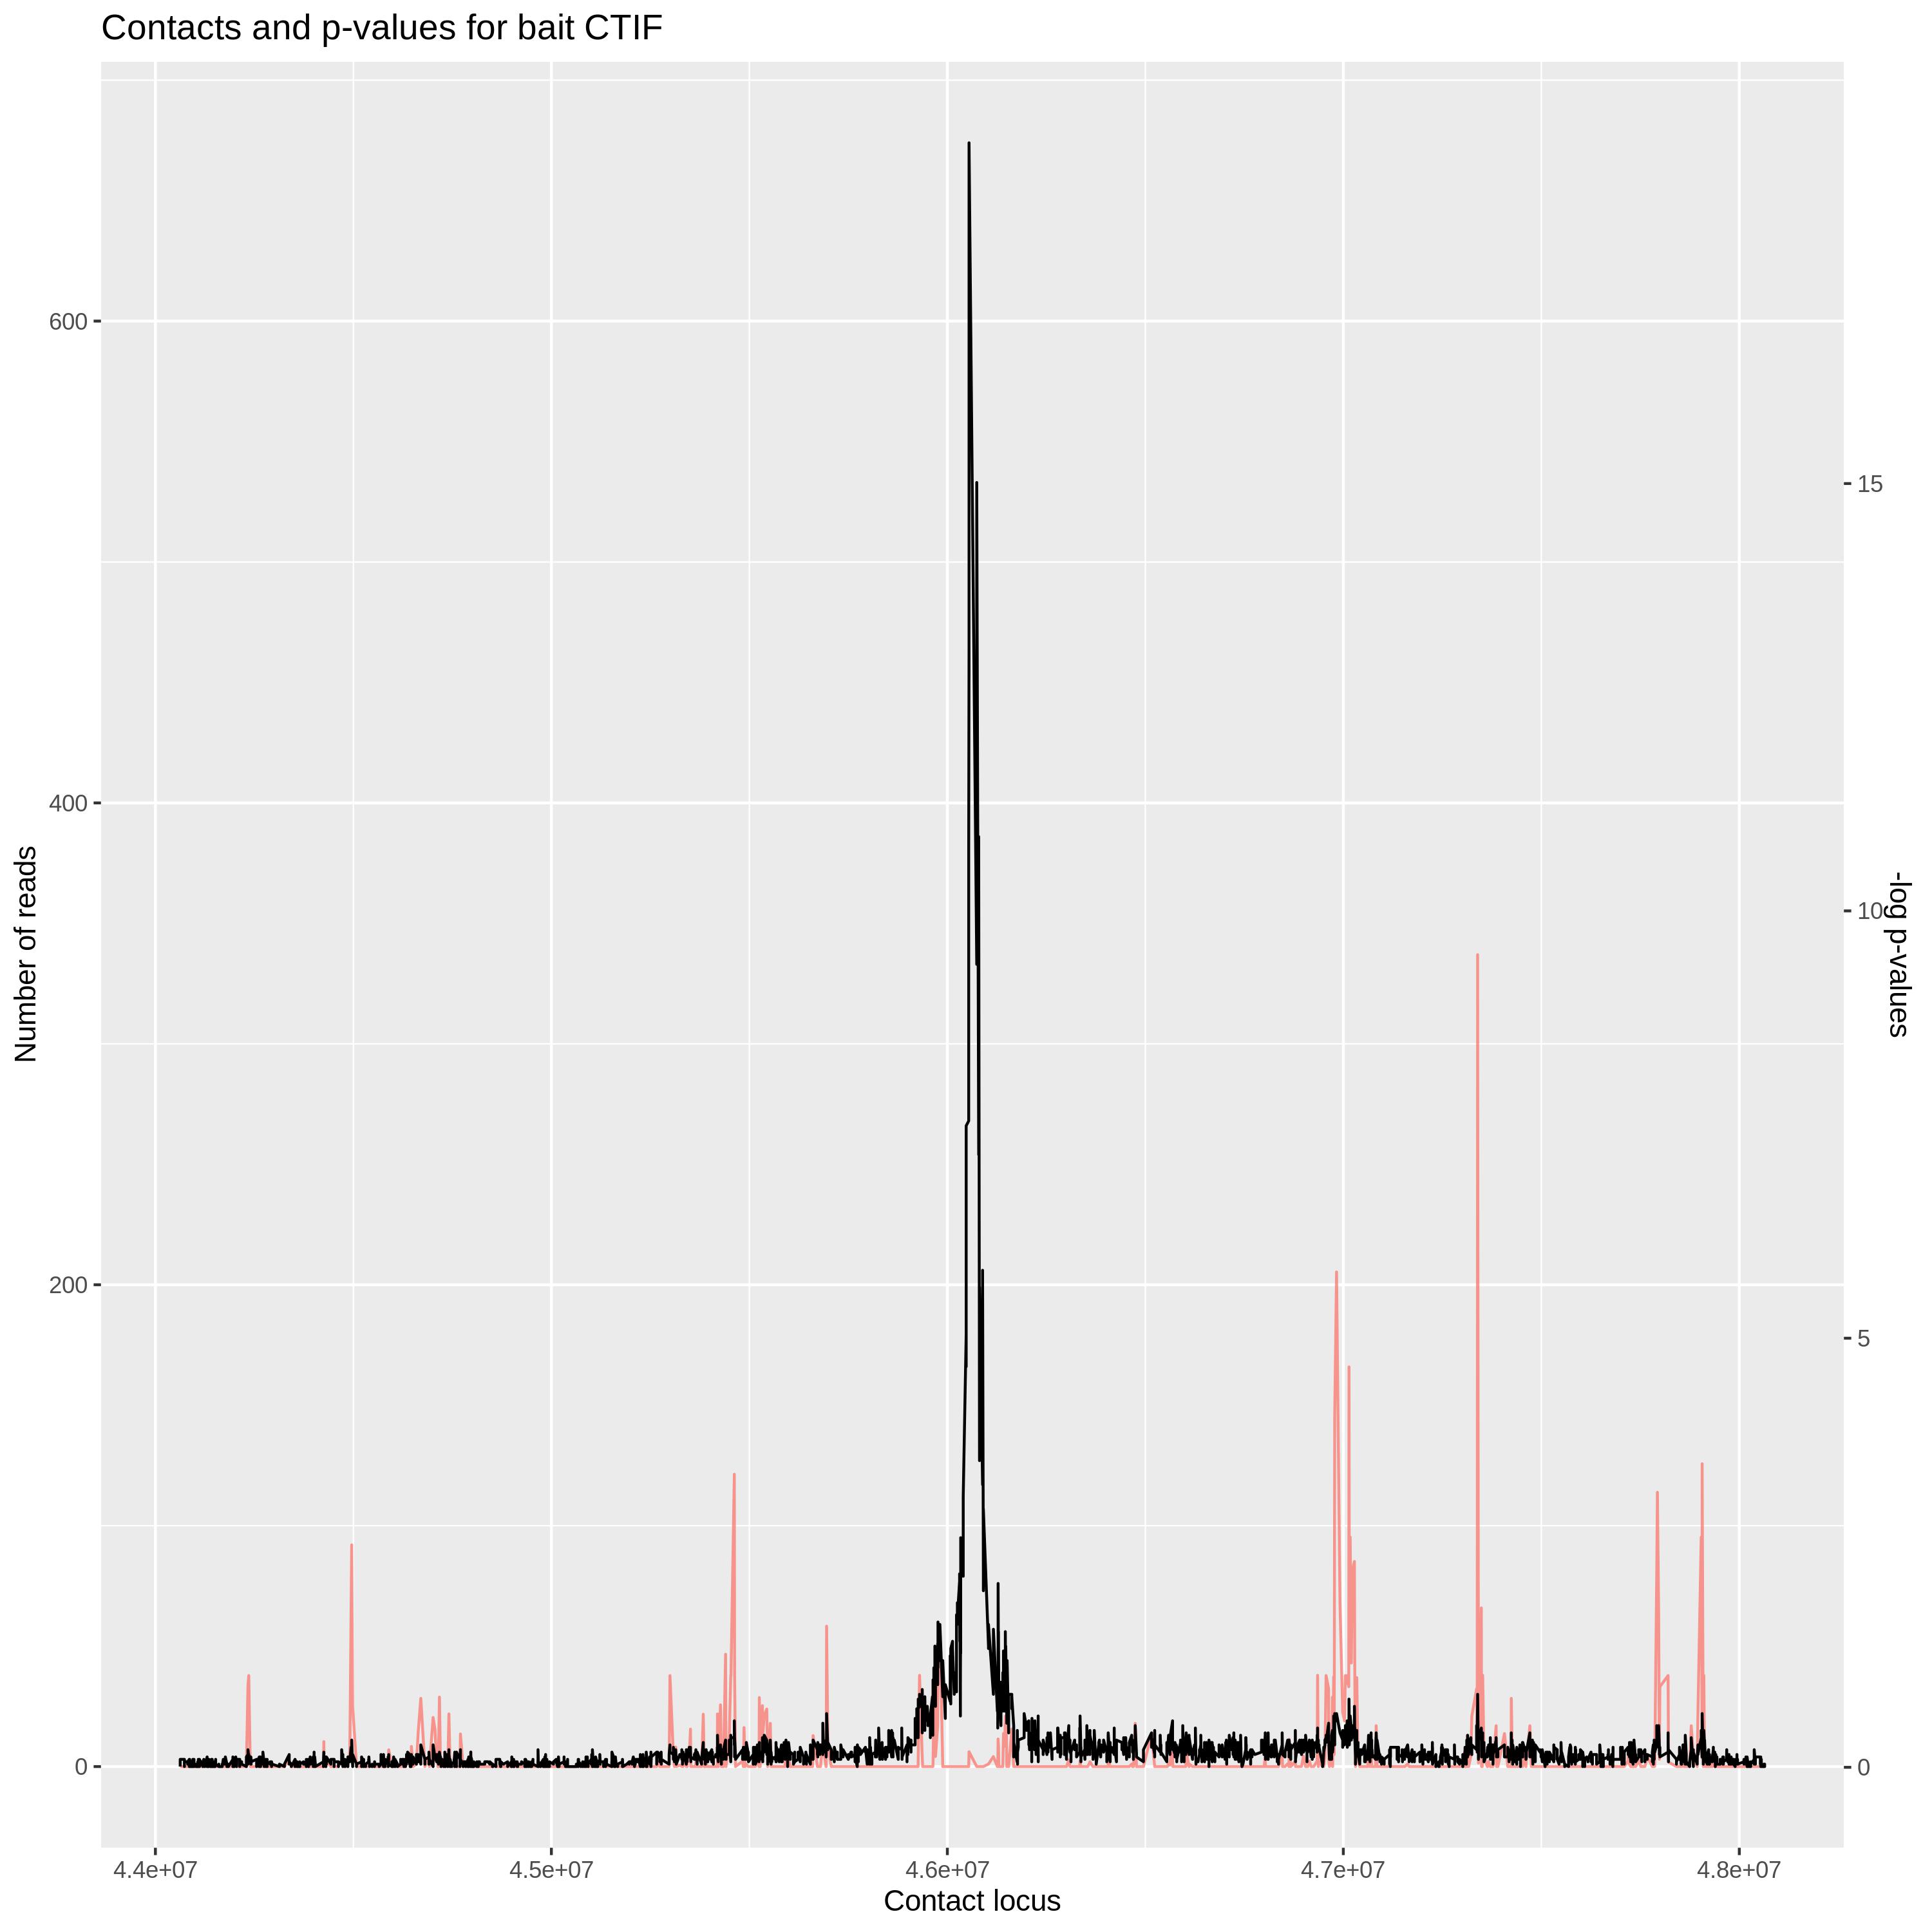 Contacts and p-values for bait CTIF
Number of reads
600
400
200
0
15
10
5
0
-log p-values
4.4e+07 4.5e+07 4.6e+07 4.7e+07 4.8e+07
Contact locus